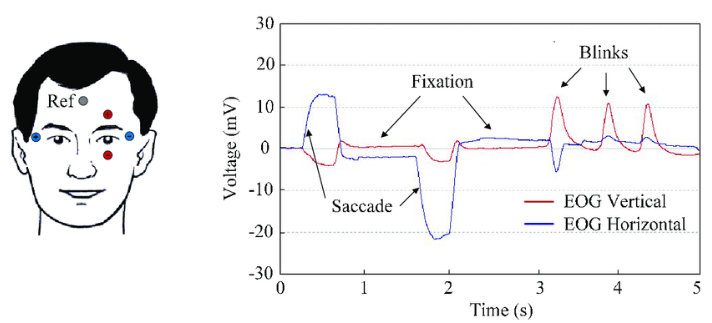 Ref
+
-
+
-
Voltage (mV)
30
20
10
0
-10
-20
-30
Blinks
Fixation
Saccade
EOG Vertical
EOG Horizontal
0 1 2 3 4 5
Time (s)